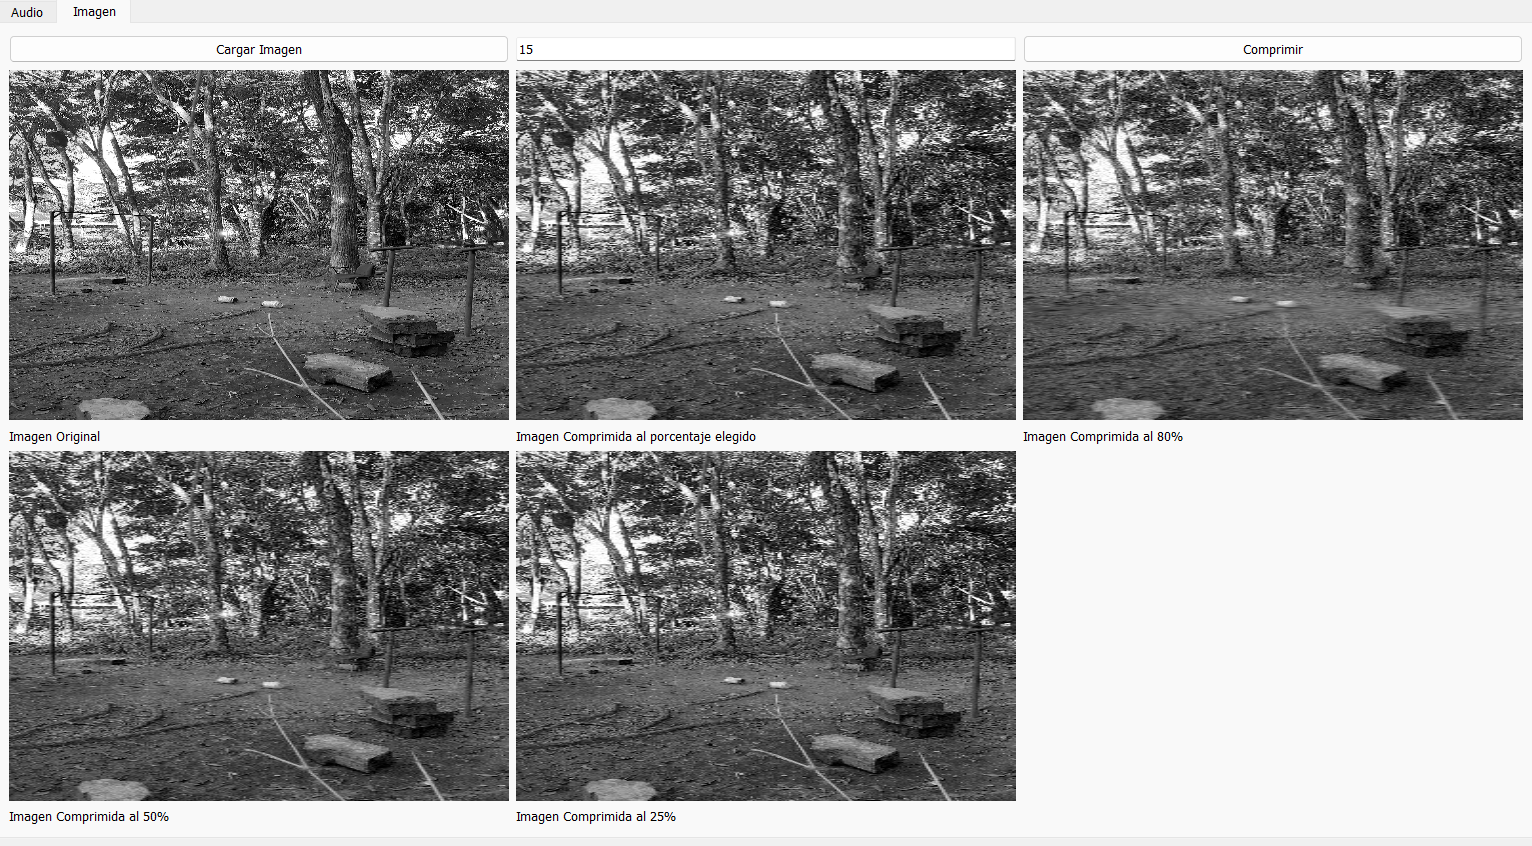 Audio
Imagen
Cargar Imagen
15
Comprimir
Imagen Original
Imagen Comprimida al porcentaje elegido
Imagen Comprimida al 80%
Imagen Comprimida al 50%
Imagen Comprimida al 25%